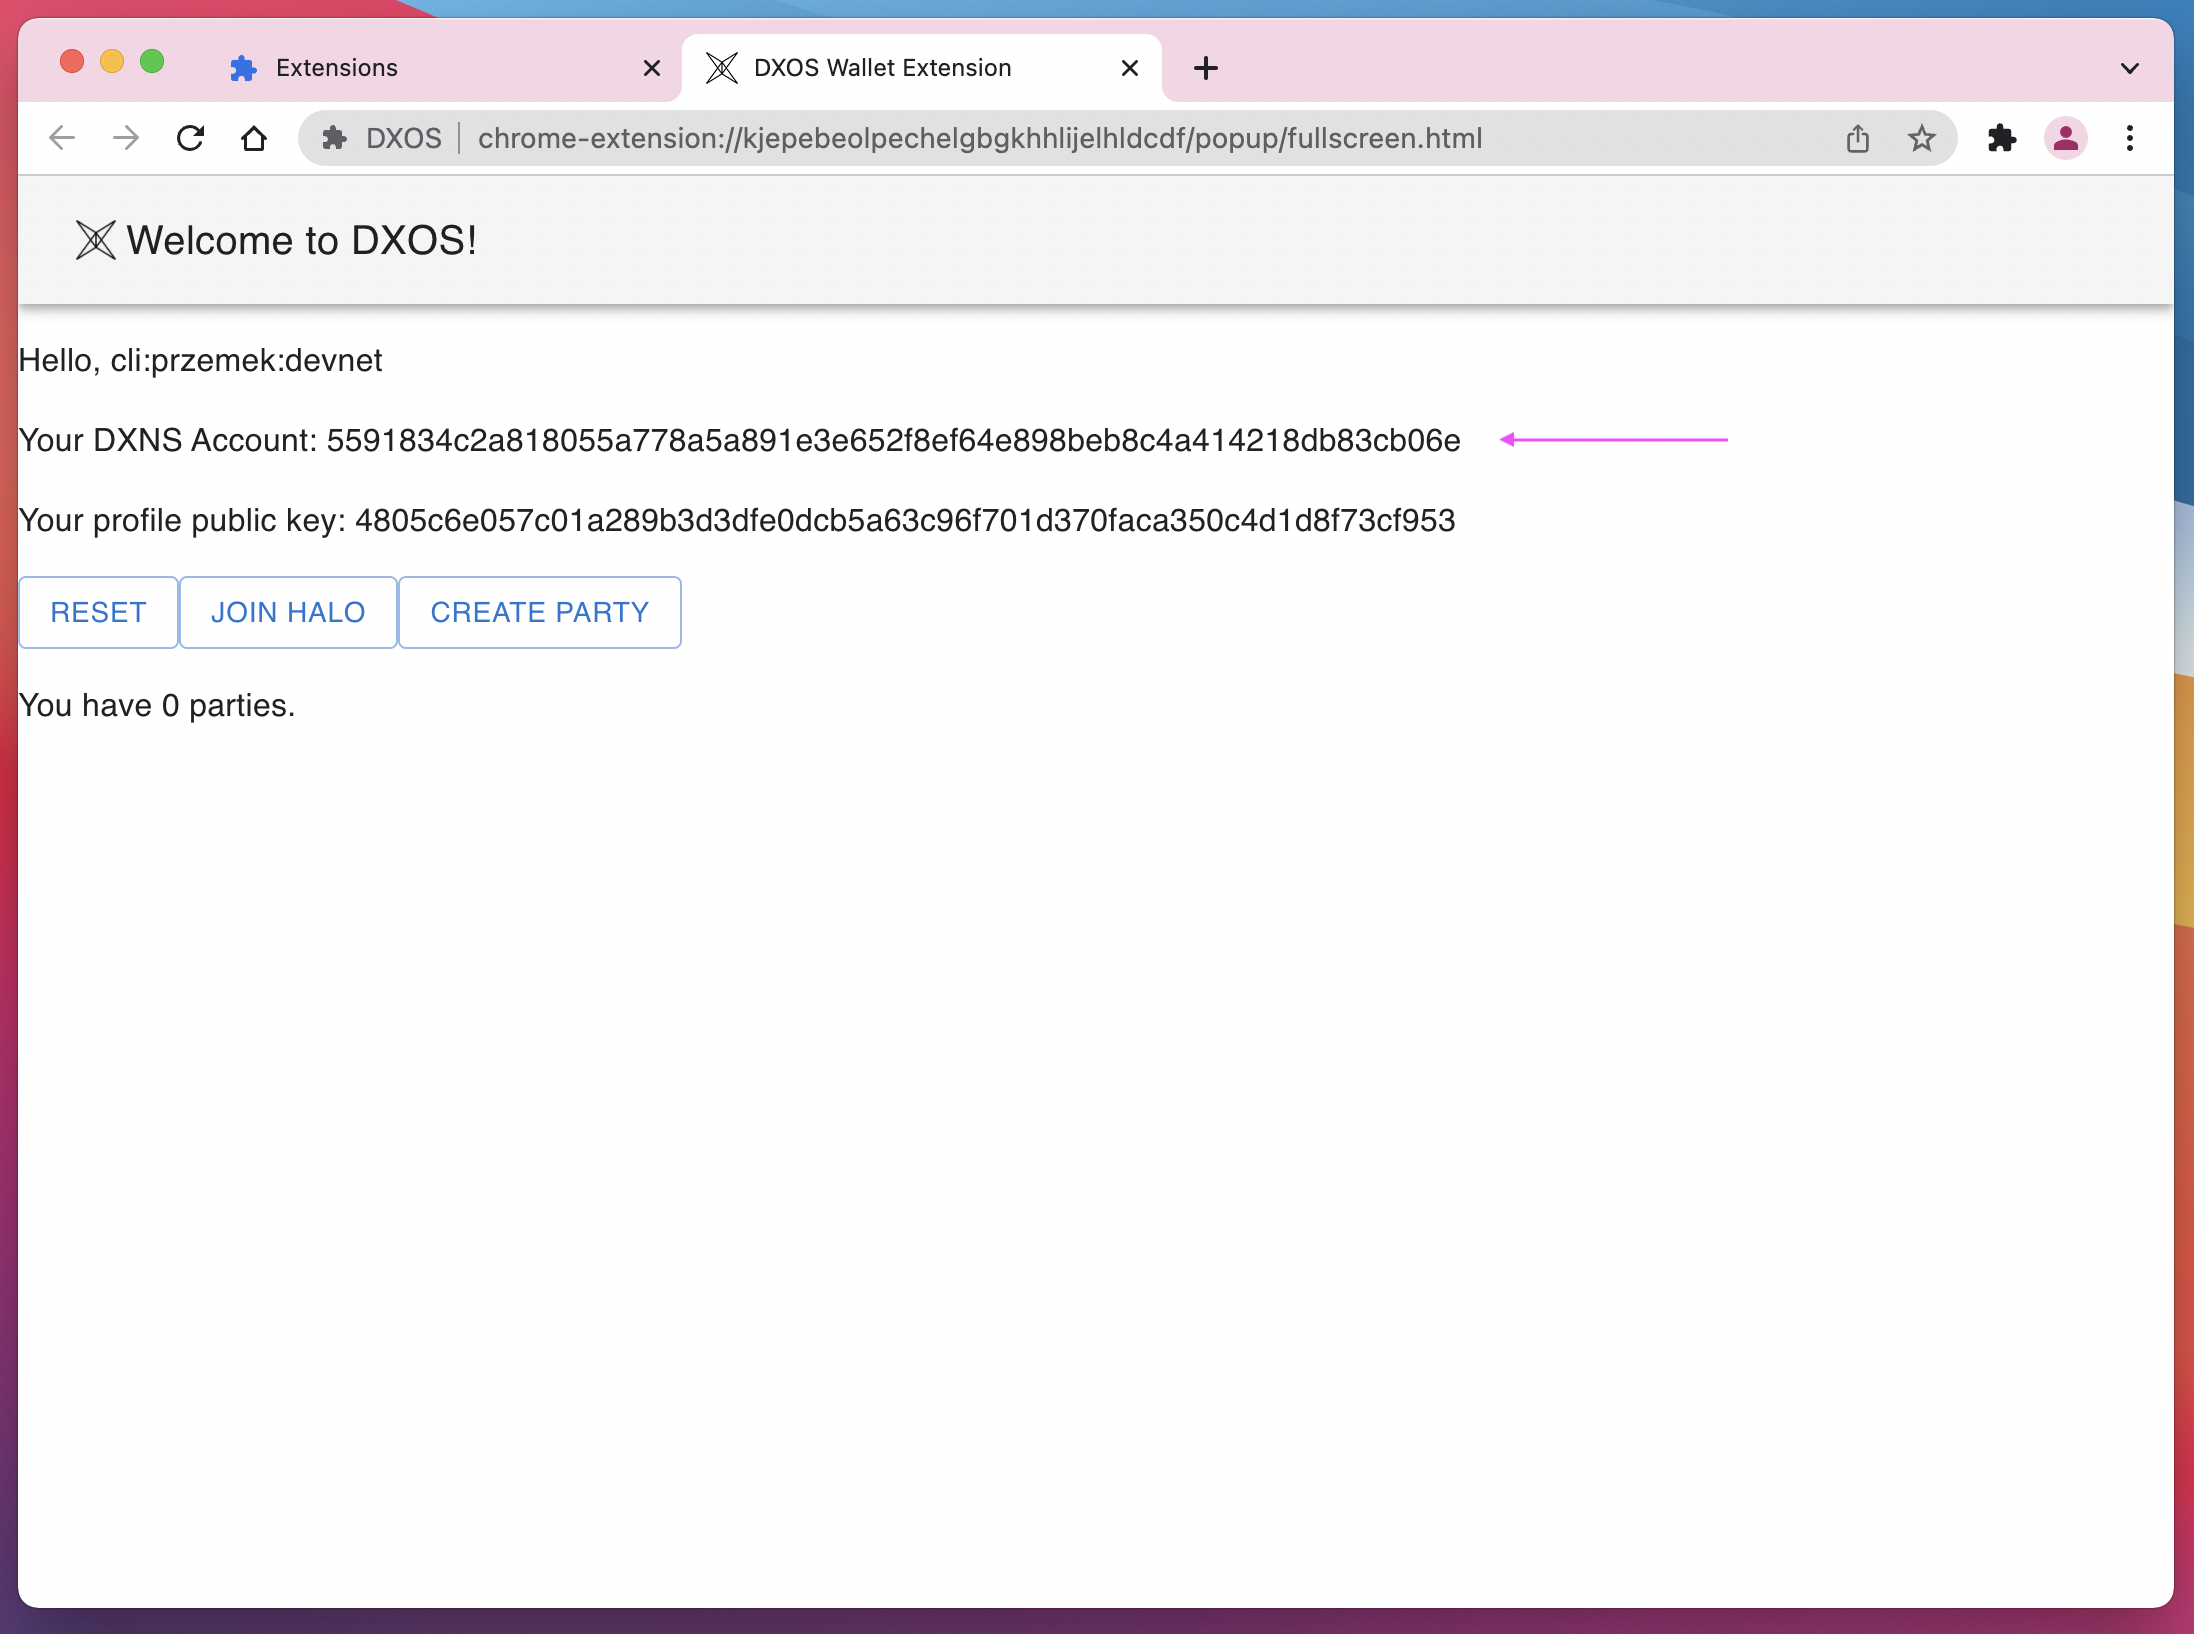 Extensions
DXOS Wallet Extension
DXOS
chrome-extension://kjepebeolpechelgbgkhhlijelhldcdf/popup/fullscreen.html
Welcome to DXOS!
Hello, cli:przemek:devnet
Your DXNS Account: 5591834c2a818055a778a5a891e3e652f8ef64e898beb8c4a414218db83cb06e
Your profile public key: 4805c6e057c01a289b3d3dfe0dcb5a63c96f701d370faca350c4d1d8f73cf953
RESET
JOIN HALO
CREATE PARTY
You have 0 parties.